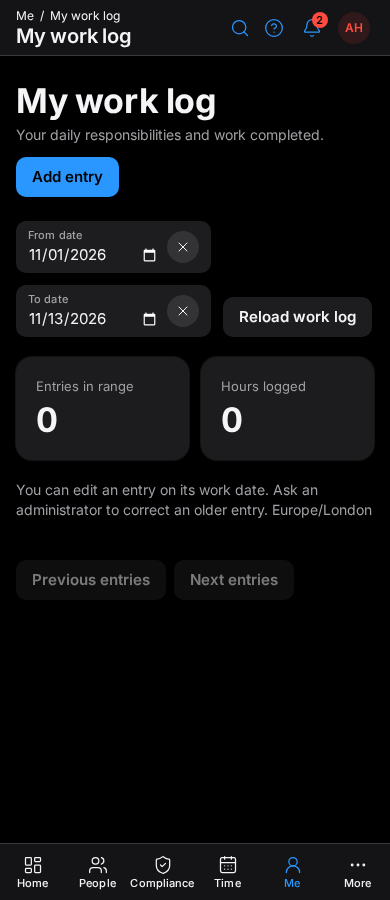 Me / My work log
My work log
2
AH
My work log
Your daily responsibilities and work completed.
Add entry
From date
11/01/2026
To date
11/13/2026
Reload work log
Entries in range
0
Hours logged
0
You can edit an entry on its work date. Ask an
administrator to correct an older entry. Europe/London
Previous entries
Next entries
Home
People
Compliance
Time
Me
More